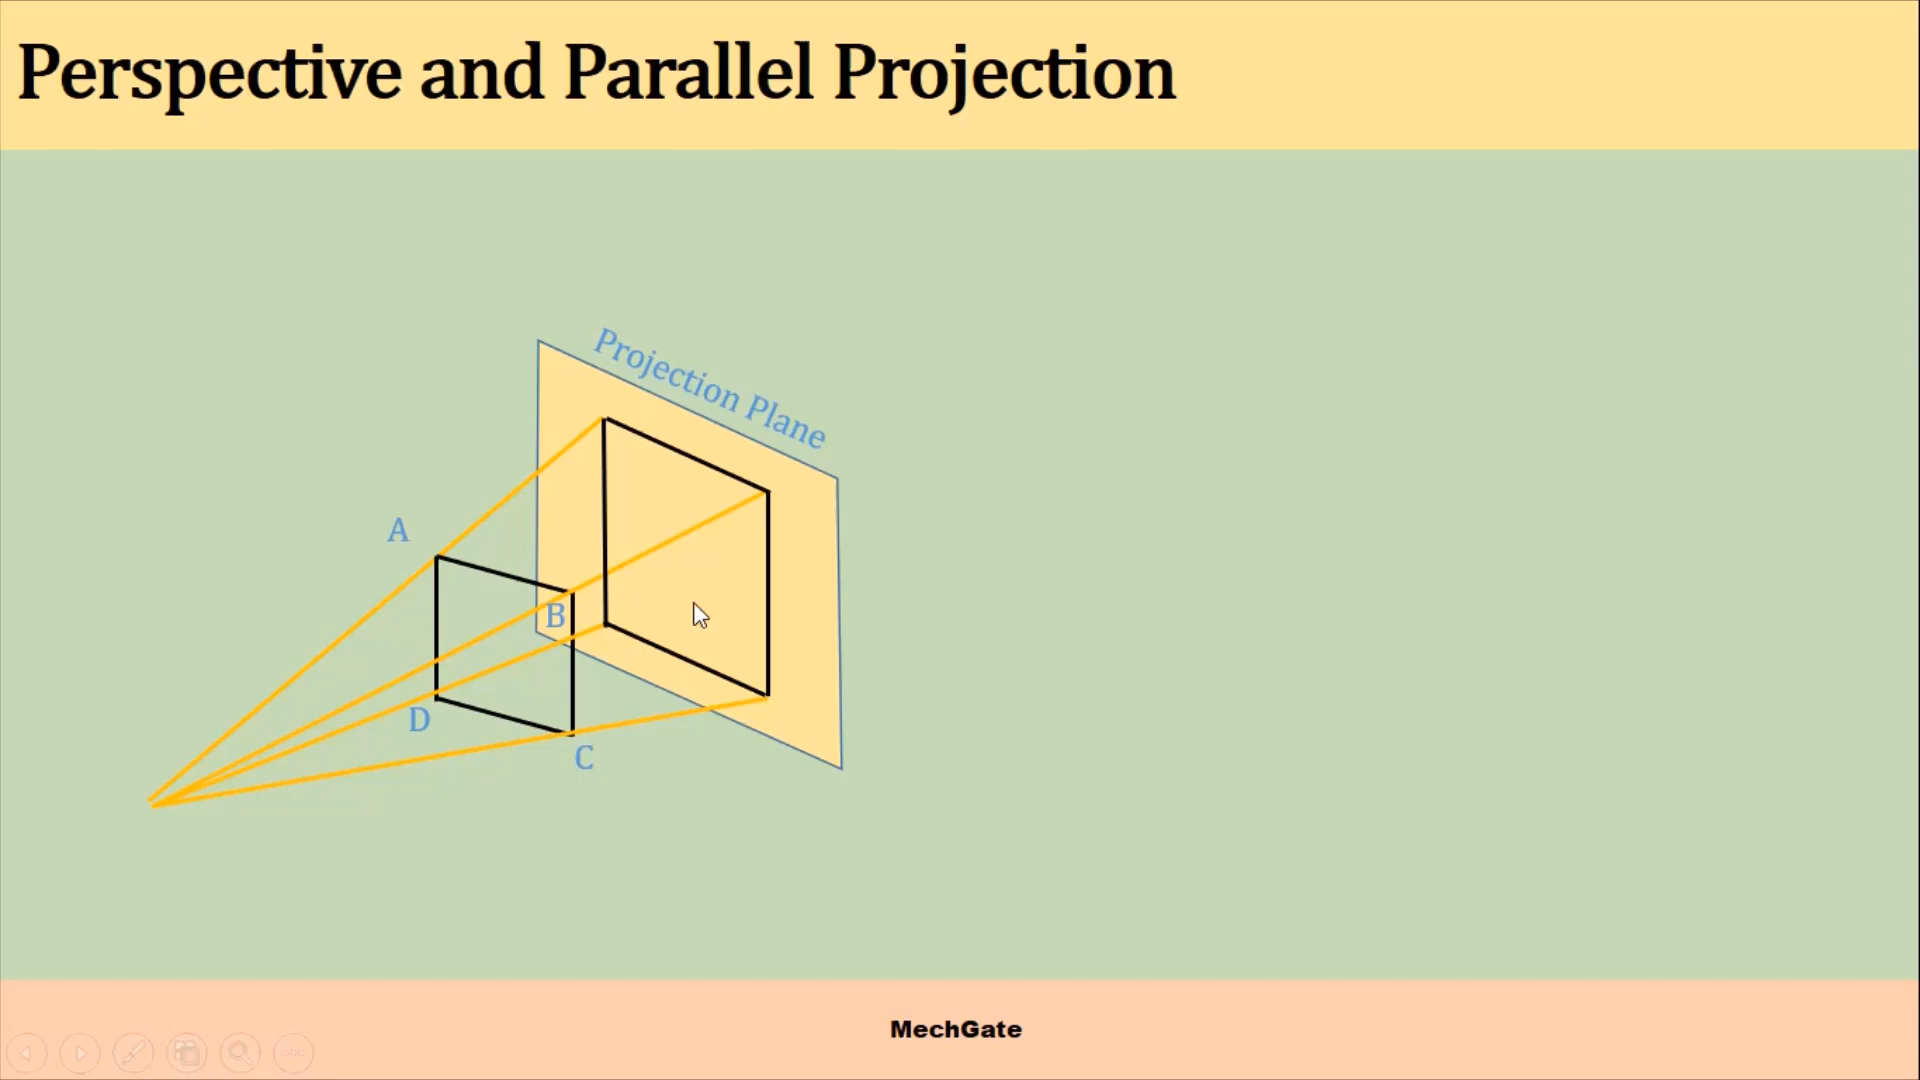 Perspective and Parallel Projection
Projection Plane
A
B
D
C
MechGate